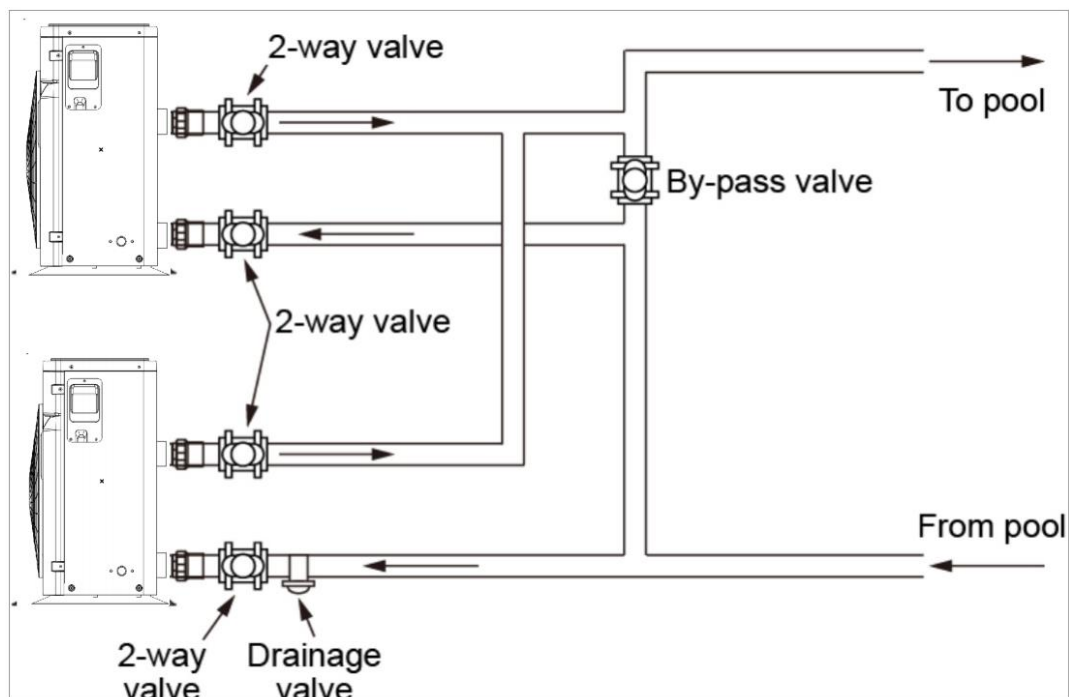 2-way valve
To pool
By-pass valve
2-way valve
From pool
2-way
valve
Drainage
valve